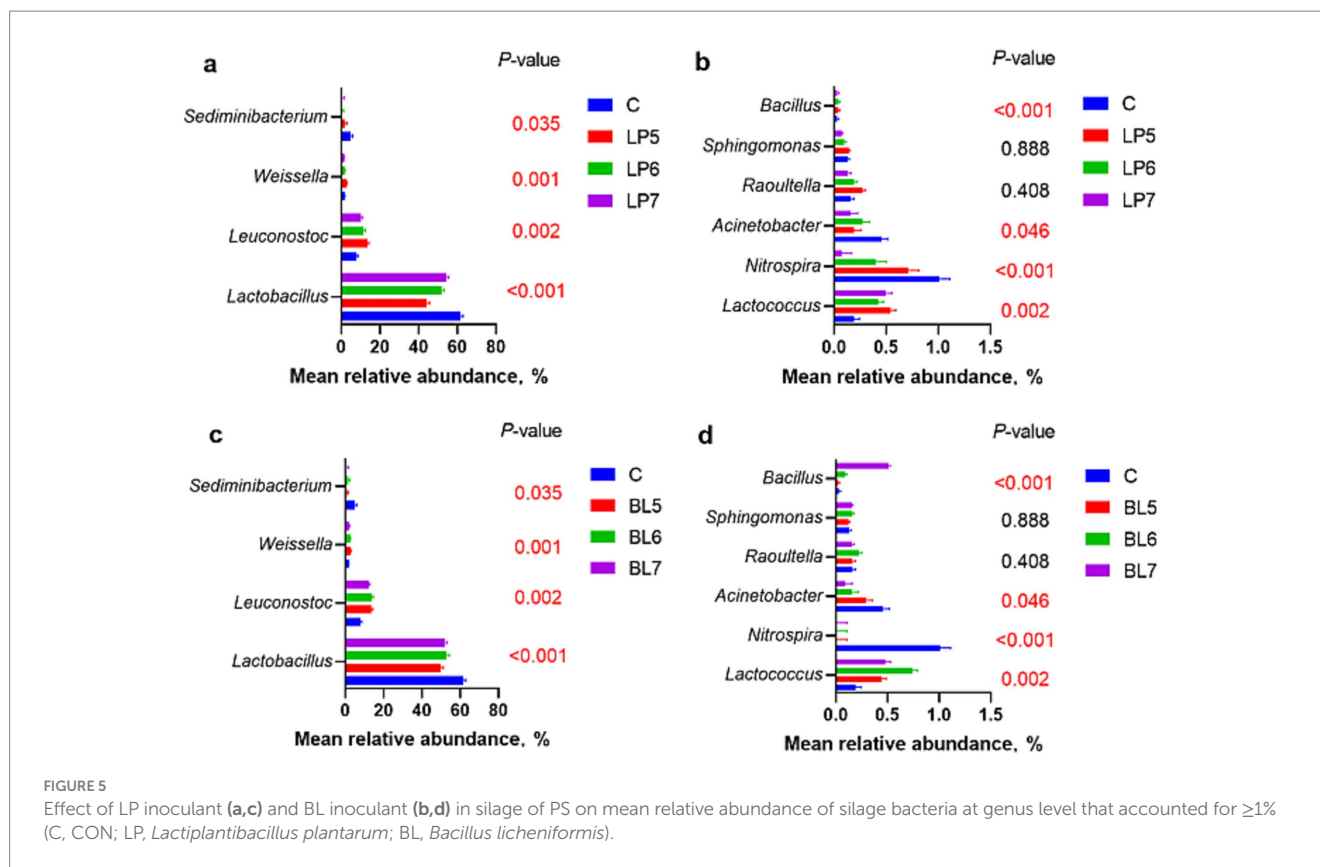 a
P-value
Sediminibacterium
0.035
Weissella
0.001
Leuconostoc
0.002
Lactobacillus
<0.001
0 20 40 60 80
Mean relative abundance, %
C
LP5
LP6
LP7
b
P-value
Bacillus
<0.001
Sphingomonas
0.888
Raoultella
0.408
Acinetobacter
0.046
Nitrospira
<0.001
Lactococcus
0.002
0.0 0.5 1.0 1.5
Mean relative abundance, %
C
LP5
LP6
LP7
c
P-value
Sediminibacterium
0.035
Weissella
0.001
Leuconostoc
0.002
Lactobacillus
<0.001
0 20 40 60 80
Mean relative abundance, %
C
BL5
BL6
BL7
d
P-value
Bacillus
<0.001
Sphingomonas
0.888
Raoultella
0.408
Acinetobacter
0.046
Nitrospira
<0.001
Lactococcus
0.002
0.0 0.5 1.0 1.5
Mean relative abundance, %
C
BL5
BL6
BL7
FIGURE 5
Effect of LP inoculant (a,c) and BL inoculant (b,d) in silage of PS on mean relative abundance of silage bacteria at genus level that accounted for ≥1%
(C, CON; LP, Lactiplantibacillus plantarum; BL, Bacillus licheniformis).